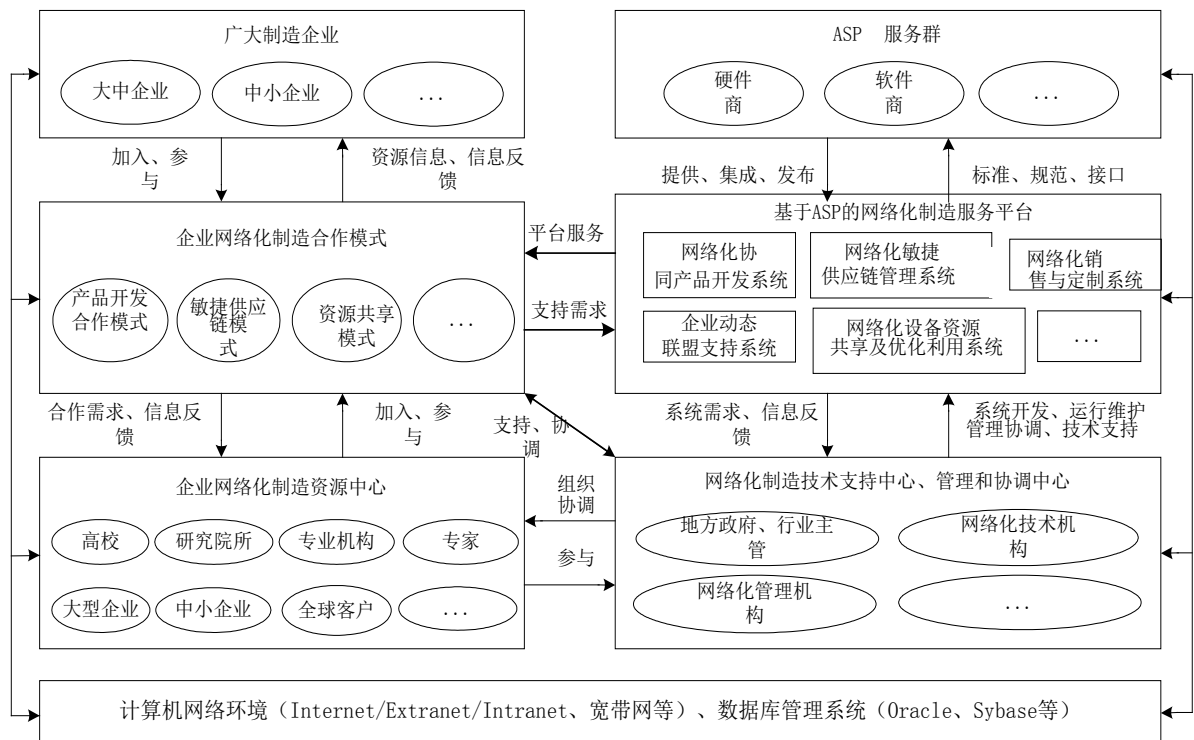 广大制造企业
大中企业
中小企业
...
ASP 服务群
硬件
商
软件
商
...
加入、参
与
资源信息、信息反
馈
提供、集成、发布
标准、规范、接口
企业网络化制造合作模式
产品开发
合作模式
敏捷供应
链模
式
资源共享
模式
...
平台服务
支持需求
基于ASP的网络化制造服务平台
网络化协
同产品开发系统
网络化敏捷
供应链管理系统
网络化销
售与定制系统
企业动态
联盟支持系统
网络化设备资源
共享及优化利用系统
...
合作需求、信息反
馈
加入、参
与
支持、协
调
系统需求、信息反
馈
系统开发、运行维护
管理协调、技术支持
企业网络化制造资源中心
高校
研究院所
专业机构
专家
大型企业
中小企业
全球客户
...
组织
协调
参与
网络化制造技术支持中心、管理和协调中心
地方政府、行业主
管
网络化技术机
构
网络化管理机
构
...
计算机网络环境（Internet/Extranet/Intranet、宽带网等）、数据库管理系统（Oracle、Sybase等）